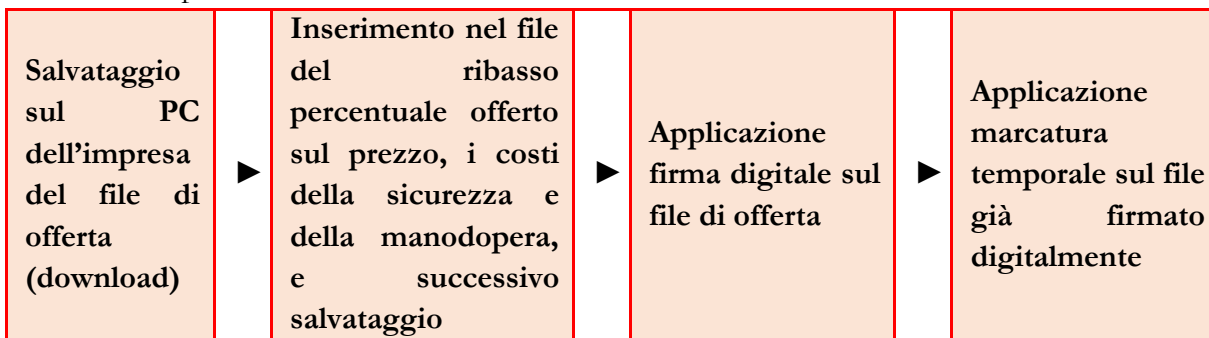 Salvataggio
sul PC
dell'impresa
del file di
offerta
(download)
►
Inserimento nel file
del ribasso
percentuale offerto
sul prezzo, i costi
della sicurezza e
della manodopera,
e successivo
salvataggio
►
Applicazione
firma digitale sul
file di offerta
►
Applicazione
marcatura
temporale sul file
già firmato
digitalmente